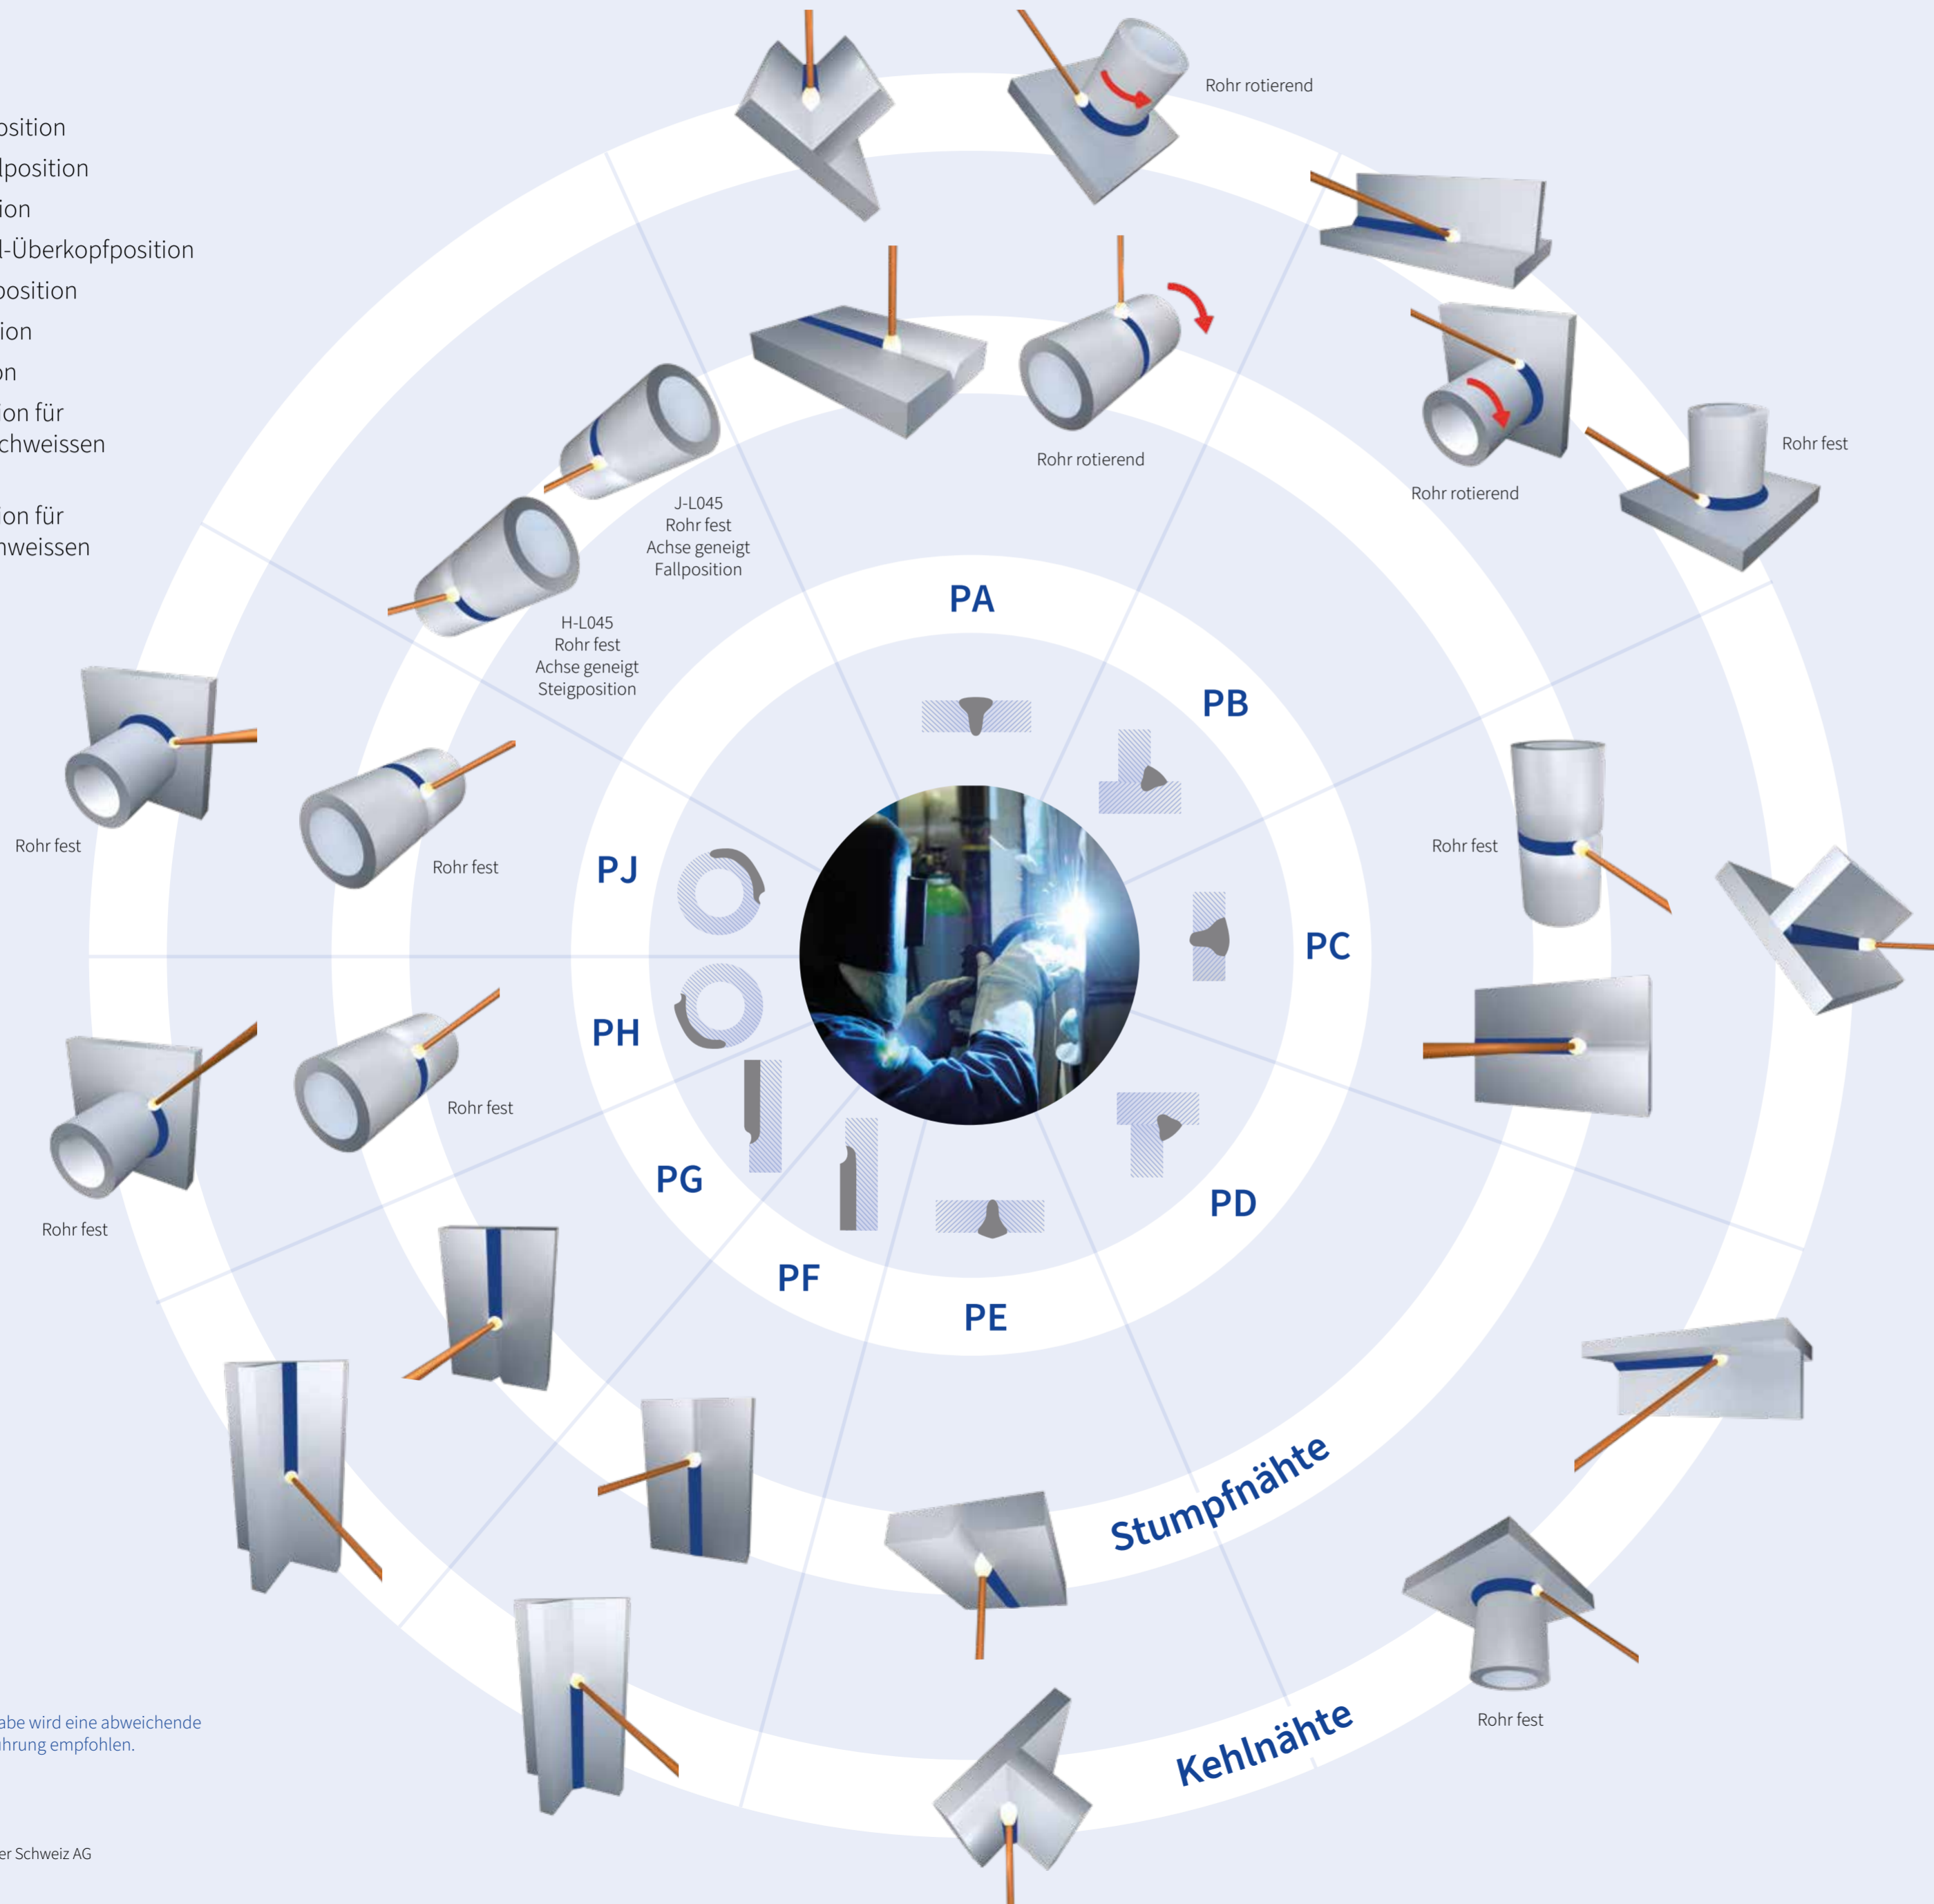 osition
lposition
ion
l-Überkopfposition
position
ion
on
ion für
chweissen
ion für
hweissen
Rohr rotierend
Rohr rotierend
Rohr rotierend
Rohr fest
J-L045
Rohr fest
Achse geneigt
Fallposition
H-L045
Rohr fest
Achse geneigt
Steigposition
PA
PB
Rohr fest
Rohr fest
Rohr fest
PJ
PC
PH
Rohr fest
Rohr fest
PG
PD
PF
PE
Stumpfnähte
Kehlnähte
Rohr fest
abe wird eine abweichende
ührung empfohlen.
er Schweiz AG